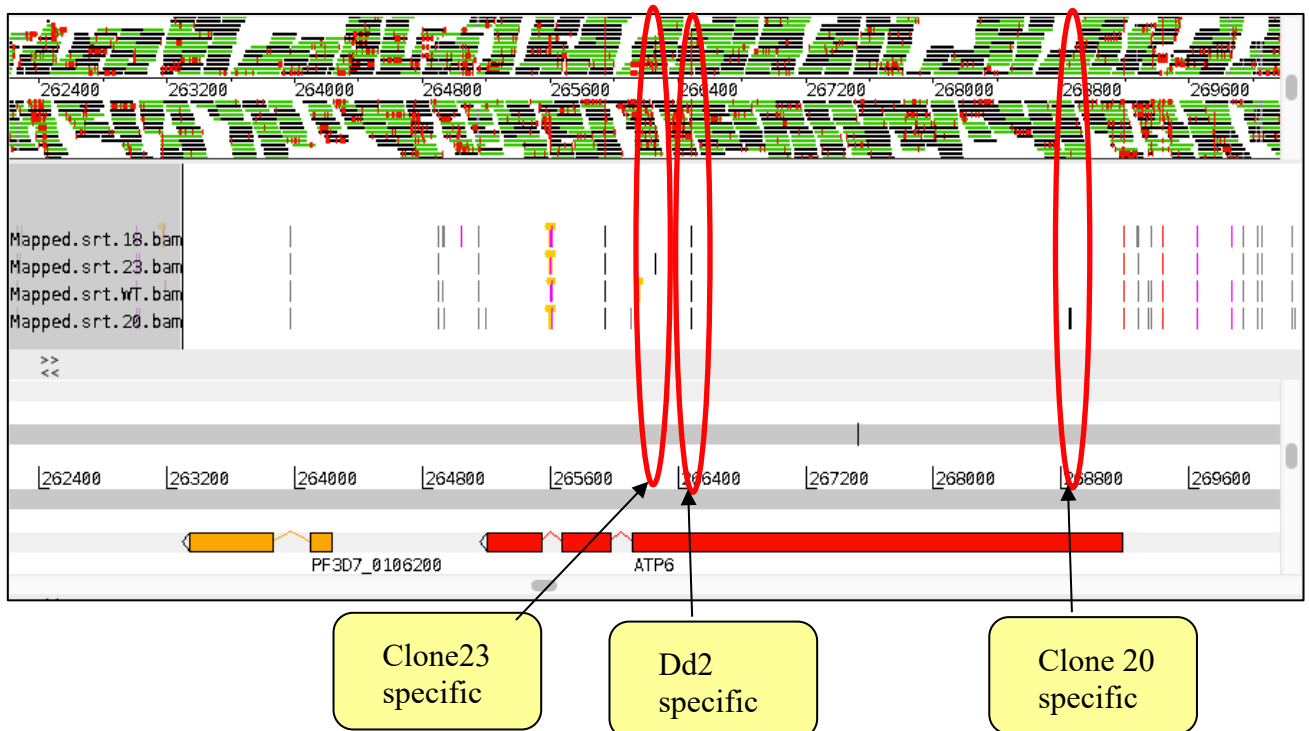 262400 263200 264000 264800 265600 266400 267200 268000 268800 269600
Mapped.srt.18.bam
Mapped.srt.23.bam
Mapped.srt.WT.bam
Mapped.srt.20.bam
>>
<<
262400 263200 264000 264800 265600 266400 267200 268000 268800 269600
PF3D7_0106200 ATP6
<<
Clone23
specific
Dd2
specific
Clone 20
specific